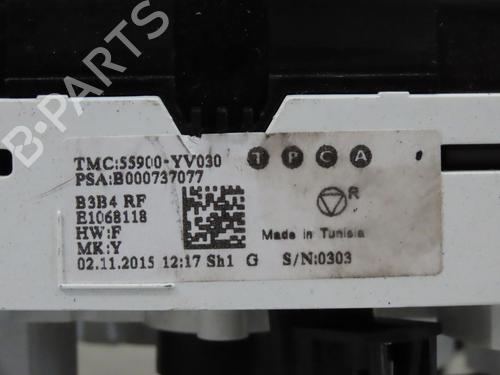 B-PARTS
TMC:55900-YV030
T P C A
PSA:B000737077
B3B4 RF
E1068118
R
HW:F
Made in Tunisia
MK:Y
02.11.2015 12:17 Sh1 G S/N:0303